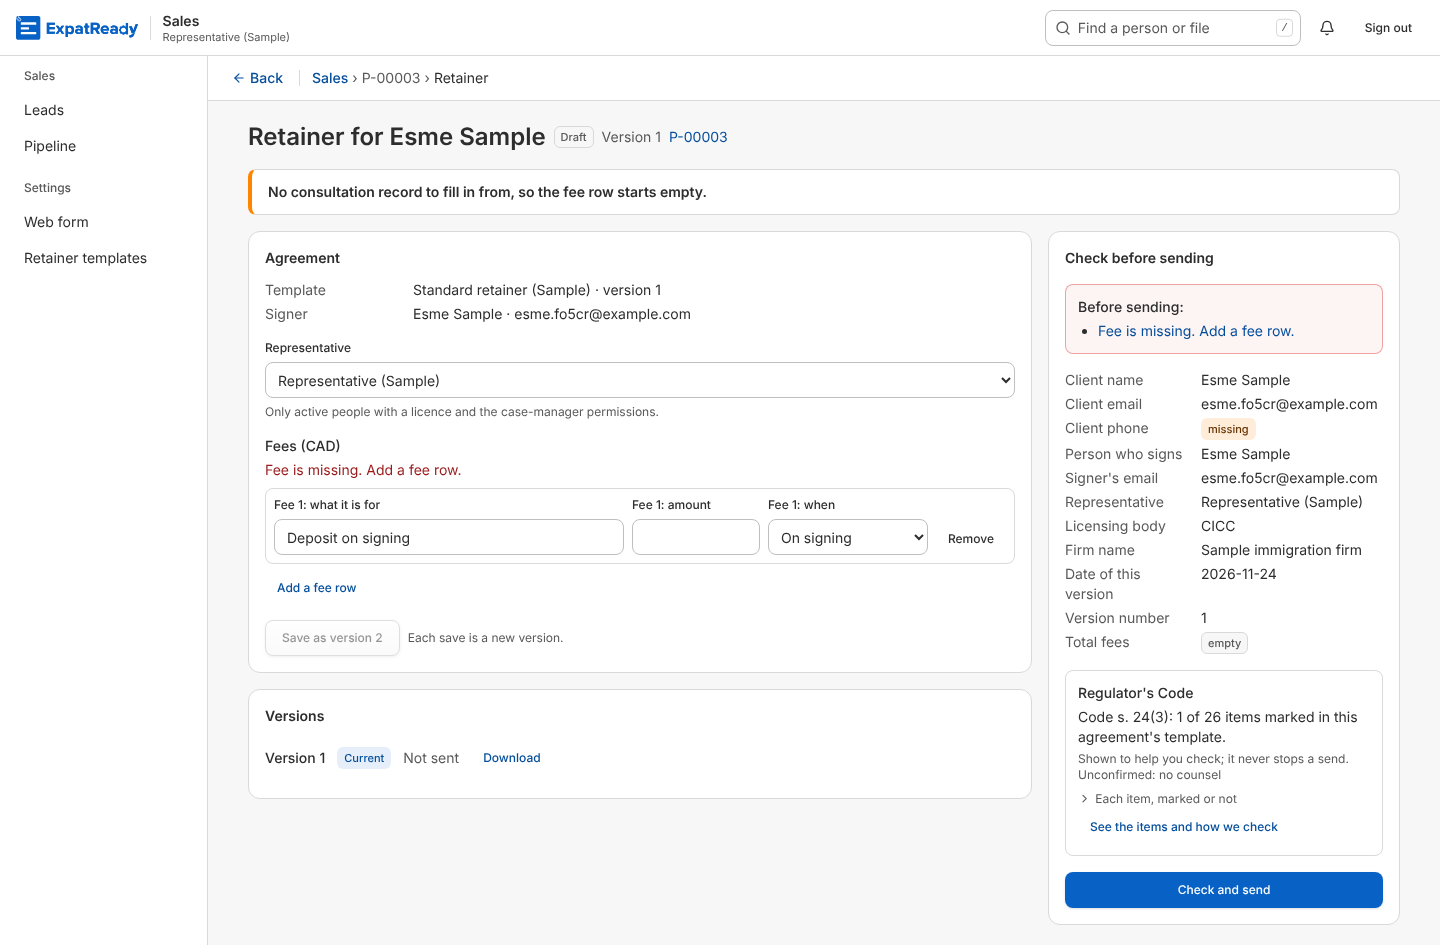 ExpatReady
Sales
Representative (Sample)
Find a person or file
/
Sign out
Sales
Leads
Pipeline
Settings
Web form
Retainer templates
← Back
Sales › P-00003 › Retainer
Retainer for Esme Sample Draft Version 1 P-00003
No consultation record to fill in from, so the fee row starts empty.
Agreement
Template Standard retainer (Sample) · version 1
Signer Esme Sample · esme.fo5cr@example.com
Representative
Representative (Sample)
Only active people with a licence and the case-manager permissions.
Fees (CAD)
Fee is missing. Add a fee row.
Fee 1: what it is for Fee 1: amount Fee 1: when
Deposit on signing On signing Remove
Add a fee row
Save as version 2 Each save is a new version.
Versions
Version 1 Current Not sent Download
Check before sending
Before sending:
• Fee is missing. Add a fee row.
Client name Esme Sample
Client email esme.fo5cr@example.com
Client phone missing
Person who signs Esme Sample
Signer's email esme.fo5cr@example.com
Representative Representative (Sample)
Licensing body CICC
Firm name Sample immigration firm
Date of this 2026-11-24
version
Version number 1
Total fees empty
Regulator's Code
Code s. 24(3): 1 of 26 items marked in this
agreement's template.
Shown to help you check; it never stops a send.
Unconfirmed: no counsel
Each item, marked or not
See the items and how we check
Check and send